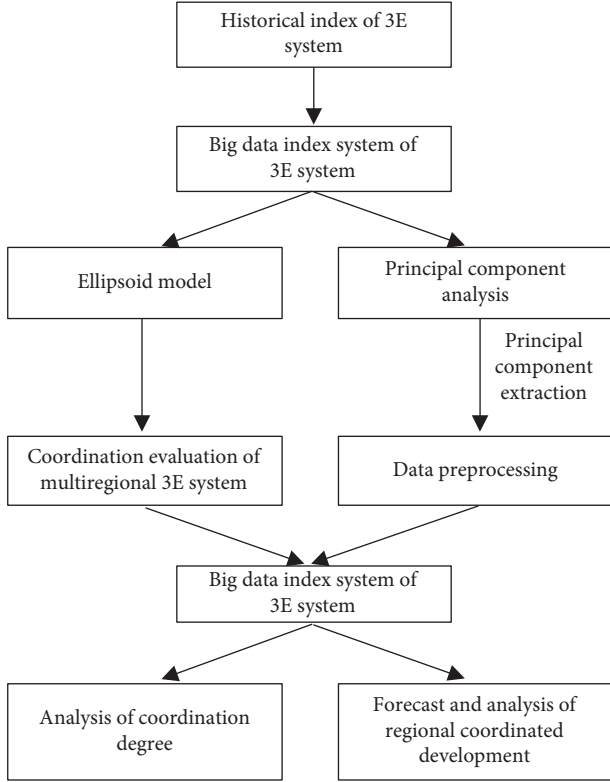 Historical index of 3E
system
Big data index system of
3E system
Ellipsoid model
Principal component
analysis
Principal
component
extraction
Coordination evaluation of
multiregional 3E system
Data preprocessing
Big data index system of
3E system
Analysis of coordination
degree
Forecast and analysis of
regional coordinated
development